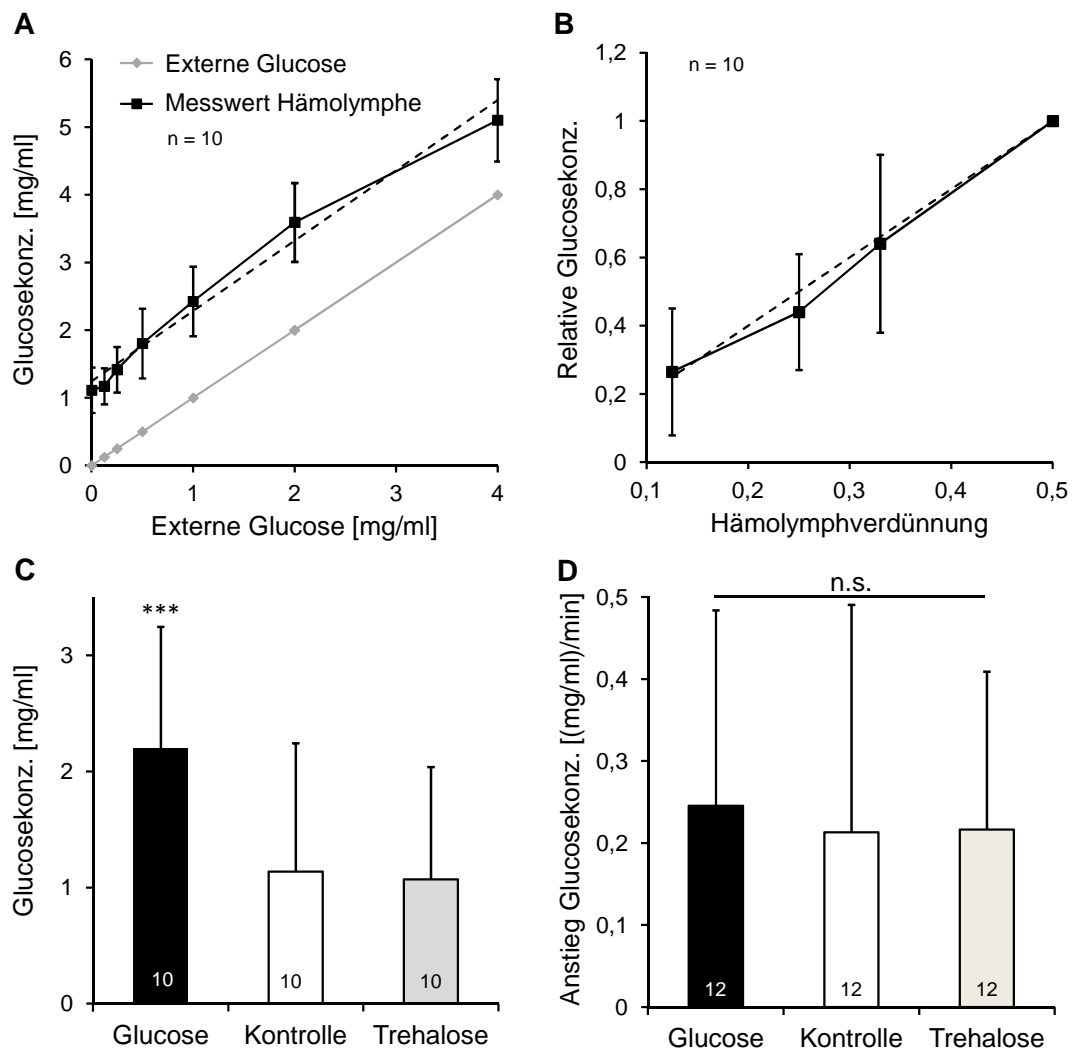 A
Glucosekonz. [mg/ml]
6
5
4
3
2
1
0
Externe Glucose
Messwert Hämolymphe
n = 10
0 1 2 3 4
Externe Glucose [mg/ml]
B
Relative Glucosekonz.
1,2
1
0,8
0,6
0,4
0,2
0
n = 10
0,1 0,2 0,3 0,4 0,5
Hämolymphverdünnung
C
Glucosekonz. [mg/ml]
3
2
1
0
***
10 10 10
Glucose Kontrolle Trehalose
D
Anstieg Glucosekonz. [(mg/ml)/min]
0,5
0,4
0,3
0,2
0,1
0
n.s.
12 12 12
Glucose Kontrolle Trehalose